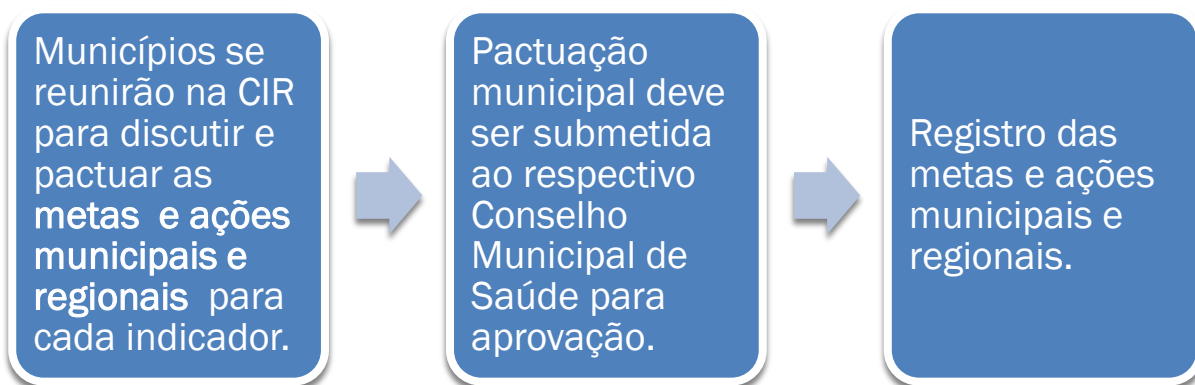 Municípios se
reunirão na CIR
para discutir e
pactuar as
metas e ações
municipais e
regionais para
cada indicador.
Pactuação
municipal deve
ser submetida
ao respectivo
Conselho
Municipal de
Saúde para
aprovação.
Registro das
metas e ações
municipais e
regionais.